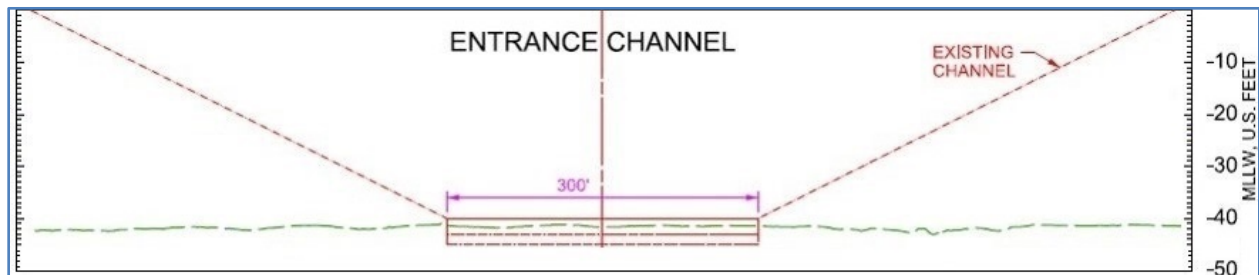 ENTRANCE CHANNEL
EXISTING
CHANNEL
300'
-10
-20
-30
-40
-50
MLLW, U.S. FEET